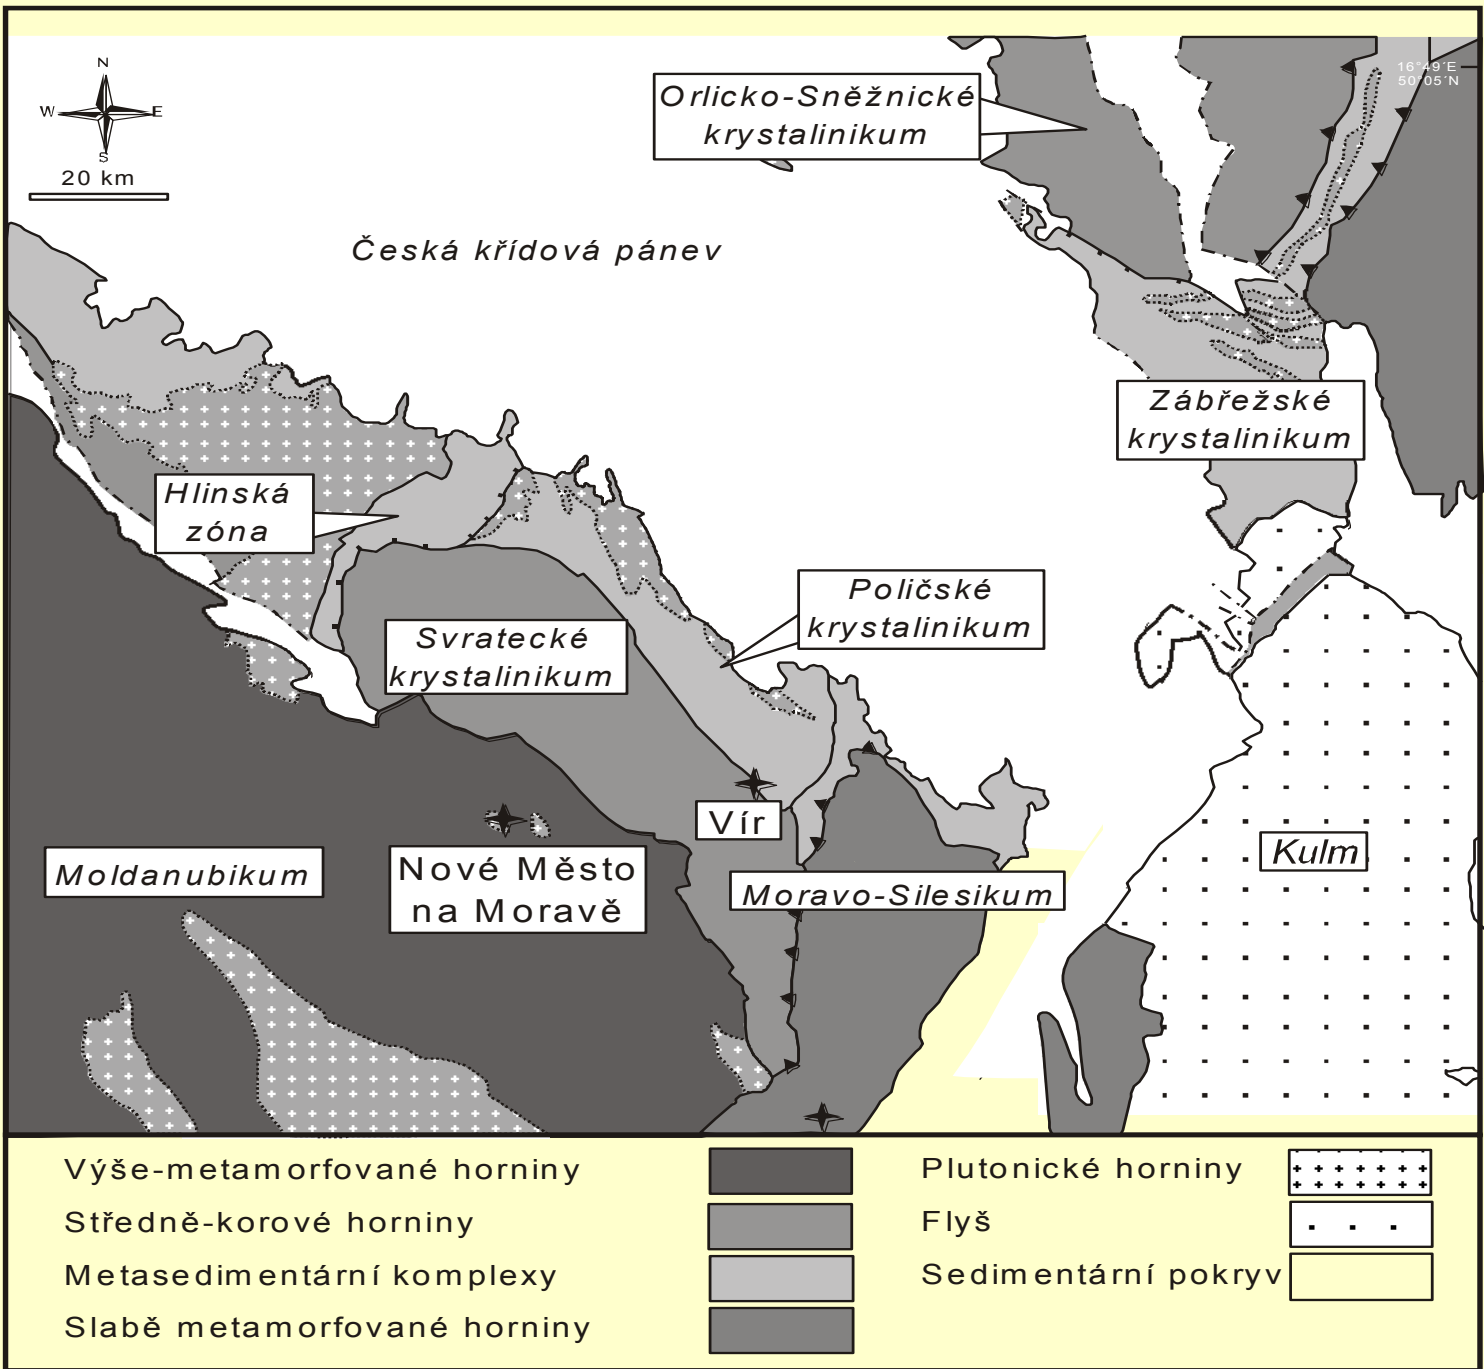 N
W E
S
20 km
16°49´E
50°05´N
Orlicko-Sněžnické
krystalinikum
Česká křídová pánev
Zábřežské
krystalinikum
Hlinská
zóna
Poličské
krystalinikum
Svratecké
krystalinikum
Vír
Kulm
Moldanubikum
Nové Město
na Moravě
Moravo-Silesikum
Výše-metamorfované horniny
Středně-korové horniny
Metasedimentární komplexy
Slabě metamorfované horniny
Plutonické horniny
Flyš
Sedimentární pokryv